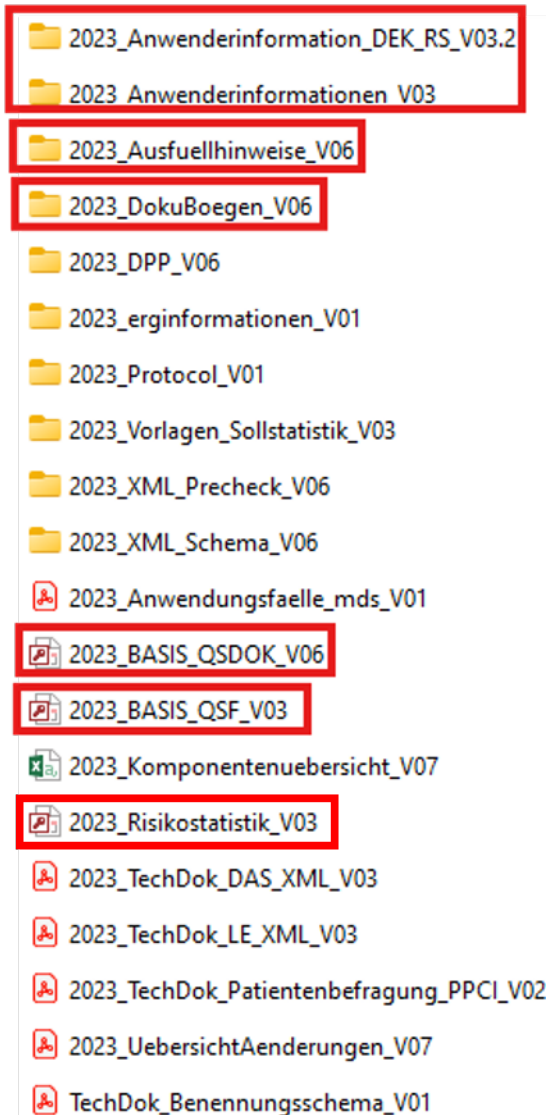 2023_Anwenderinformation_DEK_RS_V03.2
2023_Anwenderinformationen_V03
2023_Ausfuellhinweise_V06
2023_DokuBoegen_V06
2023_DPP_V06
2023_erginformationen_V01
2023_Protocol_V01
2023_Vorlagen_Sollstatistik_V03
2023_XML_Precheck_V06
2023_XML_Schema_V06
2023_Anwendungsfaelle_mds_V01
2023_BASIS_QSDOK_V06
2023_BASIS_QSF_V03
2023_Komponentenuebersicht_V07
2023_Risikostatistik_V03
2023_TechDok_DAS_XML_V03
2023_TechDok_LE_XML_V03
2023_TechDok_Patientenbefragung_PPCI_V02
2023_UebersichtAenderungen_V07
TechDok_Benennungsschema_V01